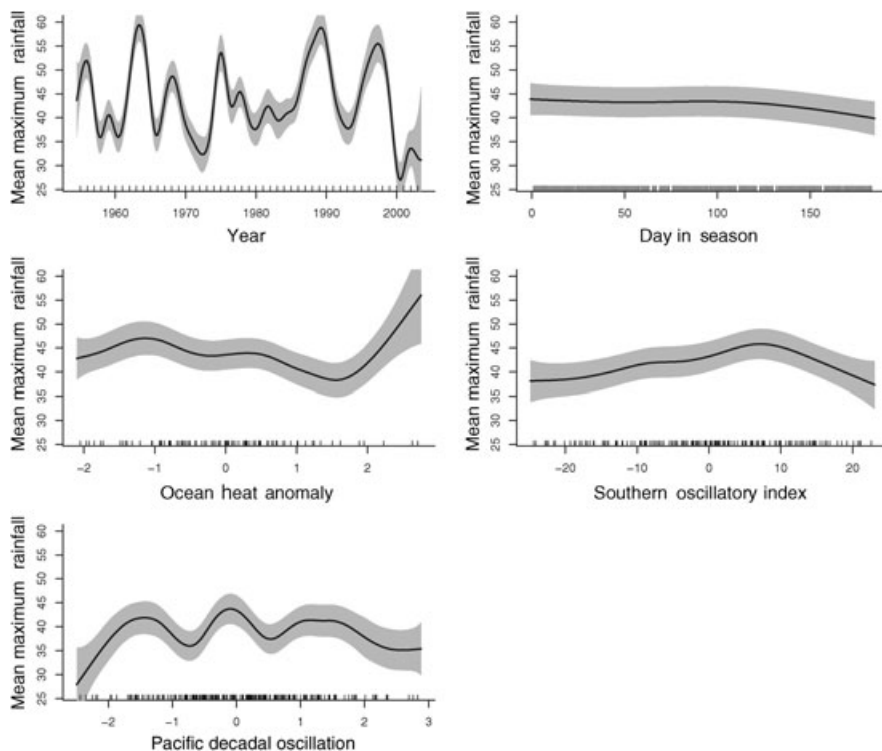 Mean maximum rainfall
60
55
50
45
40
35
30
25
1960 1970 1980 1990 2000
Year
Mean maximum rainfall
60
55
50
45
40
35
30
25
0 50 100 150
Day in season
Mean maximum rainfall
60
55
50
45
40
35
30
25
−2 −1 0 1 2
Ocean heat anomaly
Mean maximum rainfall
60
55
50
45
40
35
30
25
−20 −10 0 10 20
Southern oscillatory index
Mean maximum rainfall
60
55
50
45
40
35
30
25
−2 −1 0 1 2 3
Pacific decadal oscillation